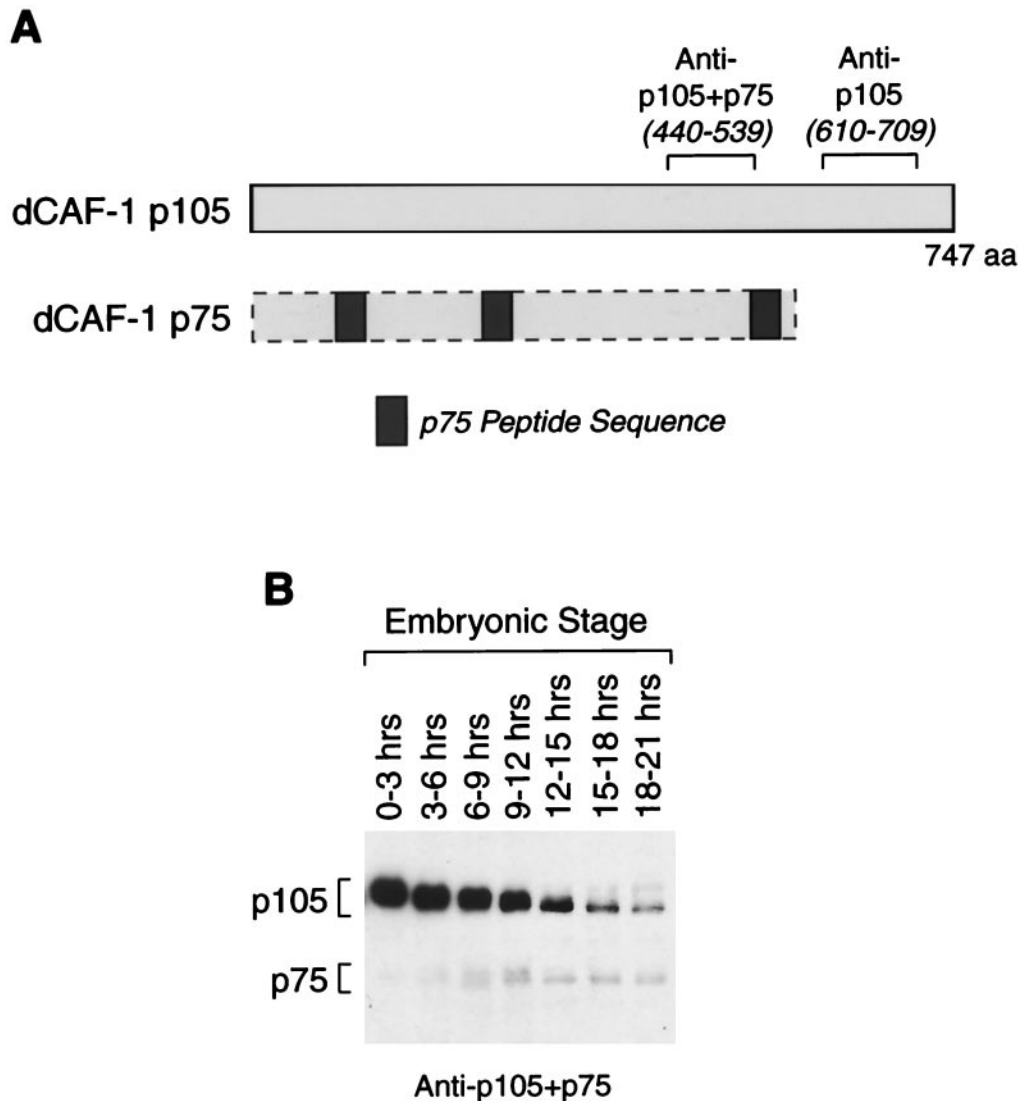 A
Anti-
p105+p75
(440-539)
Anti-
p105
(610-709)
dCAF-1 p105
747 aa
dCAF-1 p75
p75 Peptide Sequence
B
Embryonic Stage
0-3 hrs
3-6 hrs
6-9 hrs
9-12 hrs
12-15 hrs
15-18 hrs
18-21 hrs
p105
p75
Anti-p105+p75